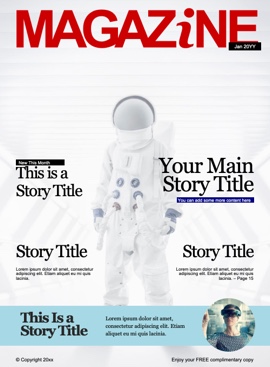 MAGAZiNE
Jan 20YY
New This Month
This is a
Story Title
Your Main
Story Title
You can add some more content here.
Story Title
Lorem ipsum dolor sit amet, consectetur
adipiscing elit. Etiam aliquet eu mi quis
lacinia.
Story Title
Lorem ipsum dolor sit amet, consectetur
adipiscing elit. Etiam aliquet eu mi quis
lacinia. – Page 15
This Is a
Story Title
Lorem ipsum dolor sit amet,
consectetur adipiscing elit. Etiam
aliquet eu mi quis lacinia.
© Copyright 20xx
Enjoy your FREE complimentary copy